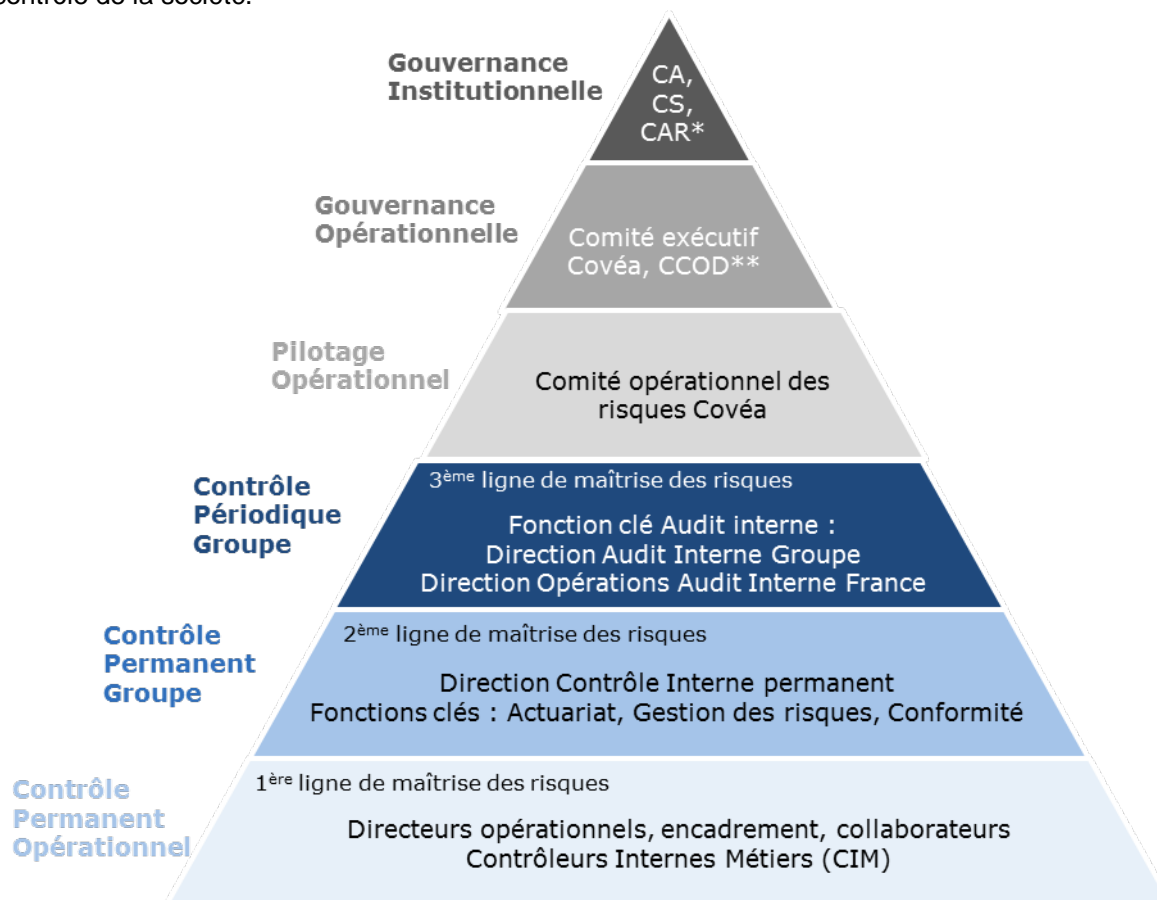 contrôle de la société.
Gouvernance
Institutionnelle
CA,
CS,
CAR*
Gouvernance
Opérationnelle
Comité exécutif
Covéa, CCOD**
Pilotage
Opérationnel
Comité opérationnel des
risques Covéa
Contrôle
Périodique
Groupe
3ème ligne de maîtrise des risques
Fonction clé Audit interne :
Direction Audit Interne Groupe
Direction Opérations Audit Interne France
Contrôle
Permanent
Groupe
2ème ligne de maîtrise des risques
Direction Contrôle Interne permanent
Fonctions clés : Actuariat, Gestion des risques, Conformité
Contrôle
Permanent
Opérationnel
1ère ligne de maîtrise des risques
Directeurs opérationnels, encadrement, collaborateurs
Contrôleurs Internes Métiers (CIM)